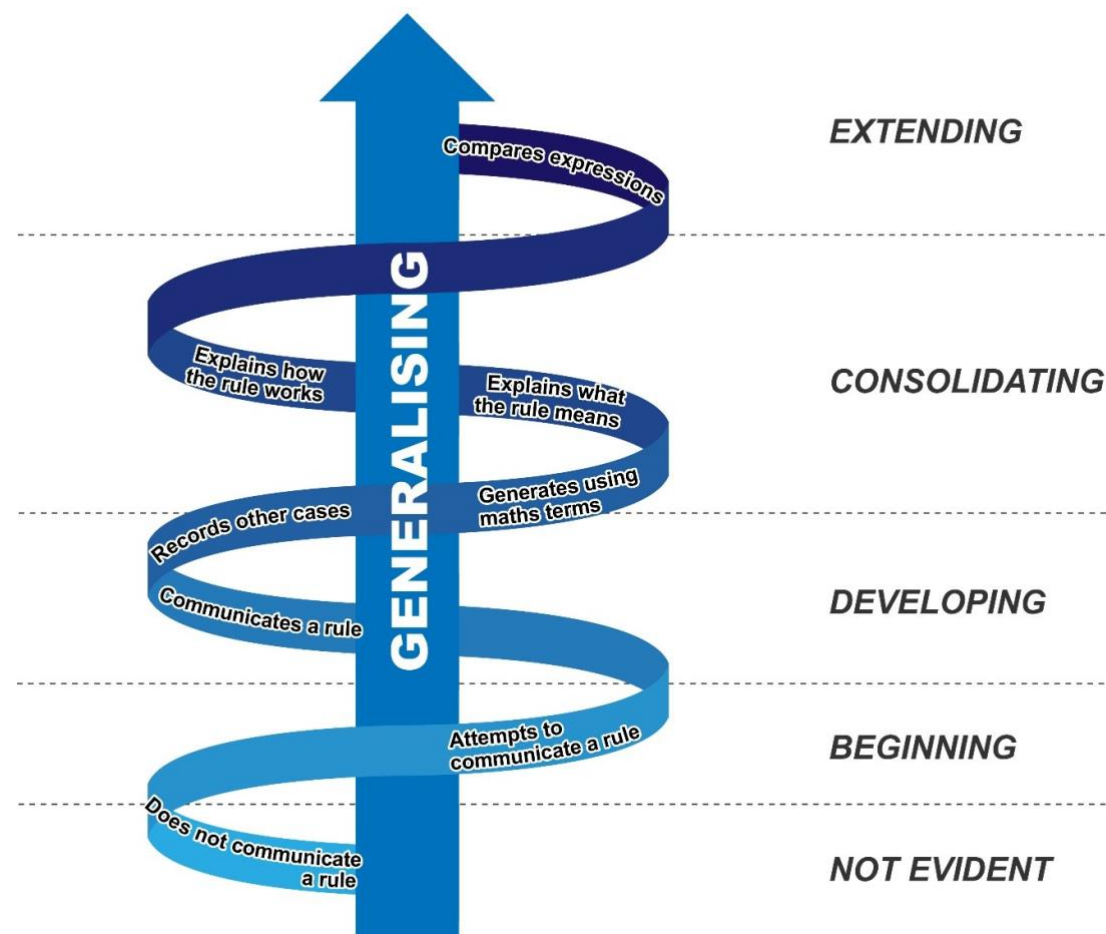 EXTENDING
Compares expressions
GENERALISING
CONSOLIDATING
Explains how
the rule works
Explains what
the rule means
Generates using
maths terms
Records other cases
DEVELOPING
Communicates a rule
BEGINNING
Attempts to
communicate a rule
NOT EVIDENT
Does not communicate
a rule